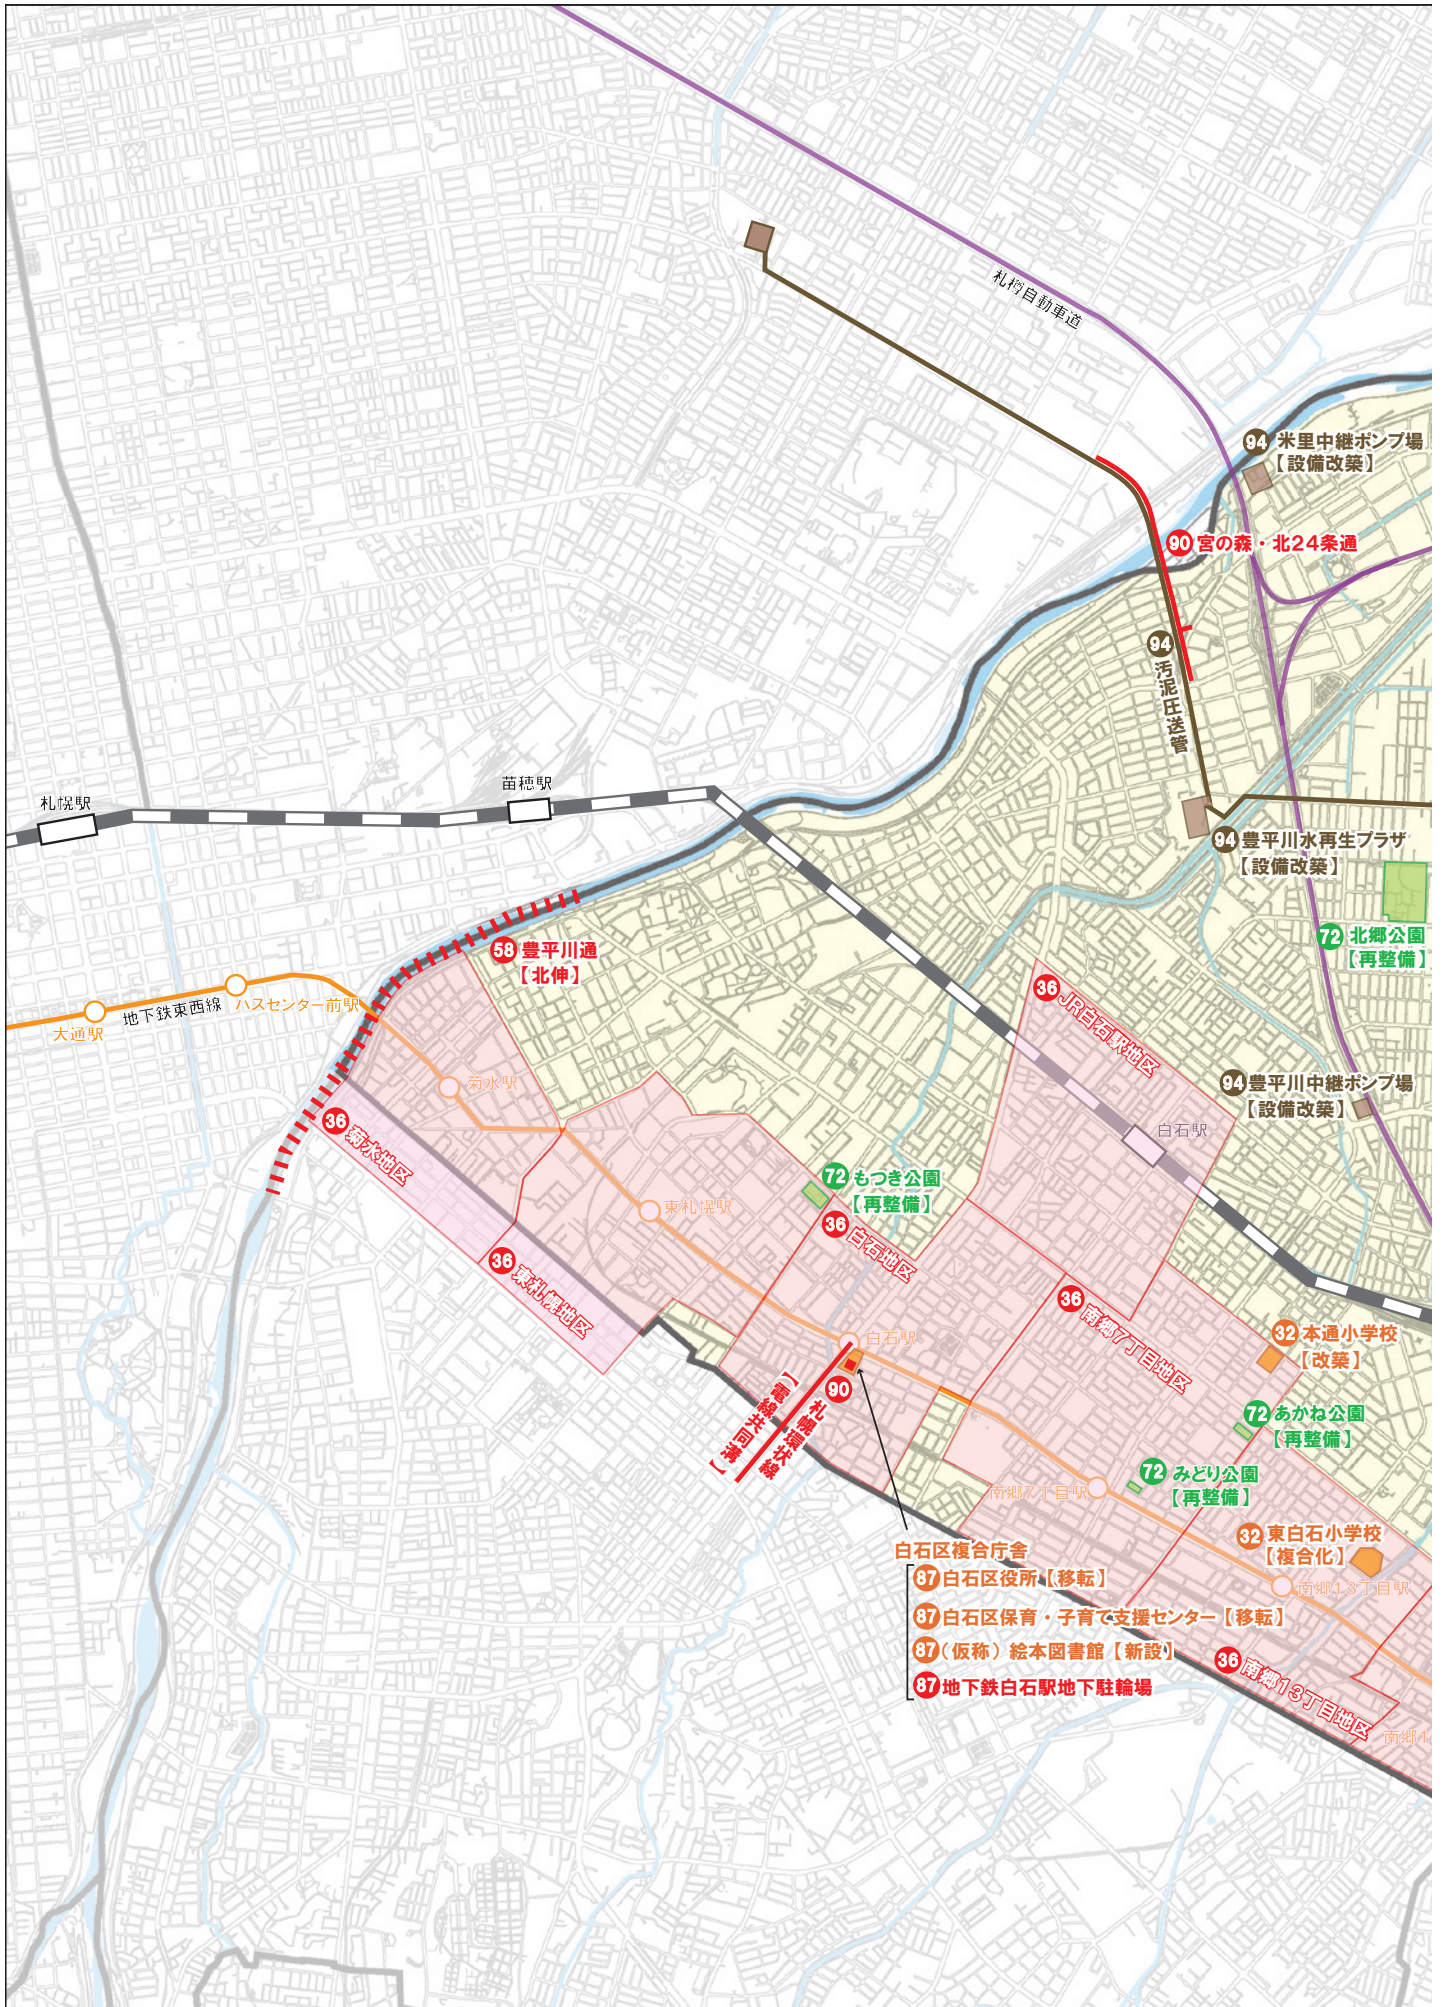 札樽自動車道
94 米里中継ポンプ場
【設備改築】
90 宮の森・北24条通
94 汚泥圧送管
札幌駅
苗穂駅
94 豊平川水再生プラザ
【設備改築】
72 北郷公園
【再整備】
58 豊平川通
【北伸】
地下鉄東西線
バスセンター前駅
大通駅
36 JR白石駅地区
菊水駅
94 豊平川中継ポンプ場
【設備改築】
白石駅
36 菊水地区
72 もつき公園
【再整備】
東札幌駅
36 白石地区
36 東札幌地区
36 南郷7丁目地区
白石駅
32 本通小学校
【改築】
90 札幌環状線
【電線共同溝】
72 あかね公園
【再整備】
72 みどり公園
【再整備】
南郷7丁目駅
32 東白石小学校
【複合化】
南郷13丁目駅
白石区複合庁舎
87 白石区役所【移転】
87 白石区保育・子育て支援センター【移転】
87 (仮称)絵本図書館【新設】
87 地下鉄白石駅地下駐輪場
36 南郷13丁目地区
南郷1